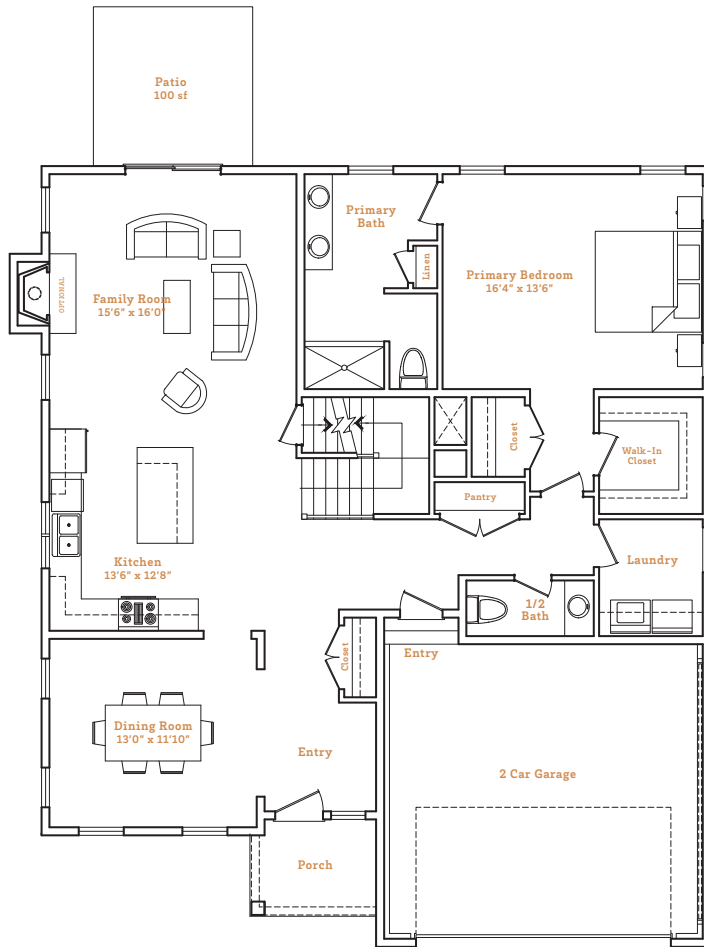 Patio
100 sf
Primary
Bath
Linen
Primary Bedroom
16'4" x 13'6"
OPTIONAL
Family Room
15'6" x 16'0"
Closet
Walk-In
Closet
Pantry
Kitchen
13'6" x 12'8"
Laundry
1/2
Bath
Closet
Entry
Dining Room
13'0" x 11'10"
Entry
2 Car Garage
Porch